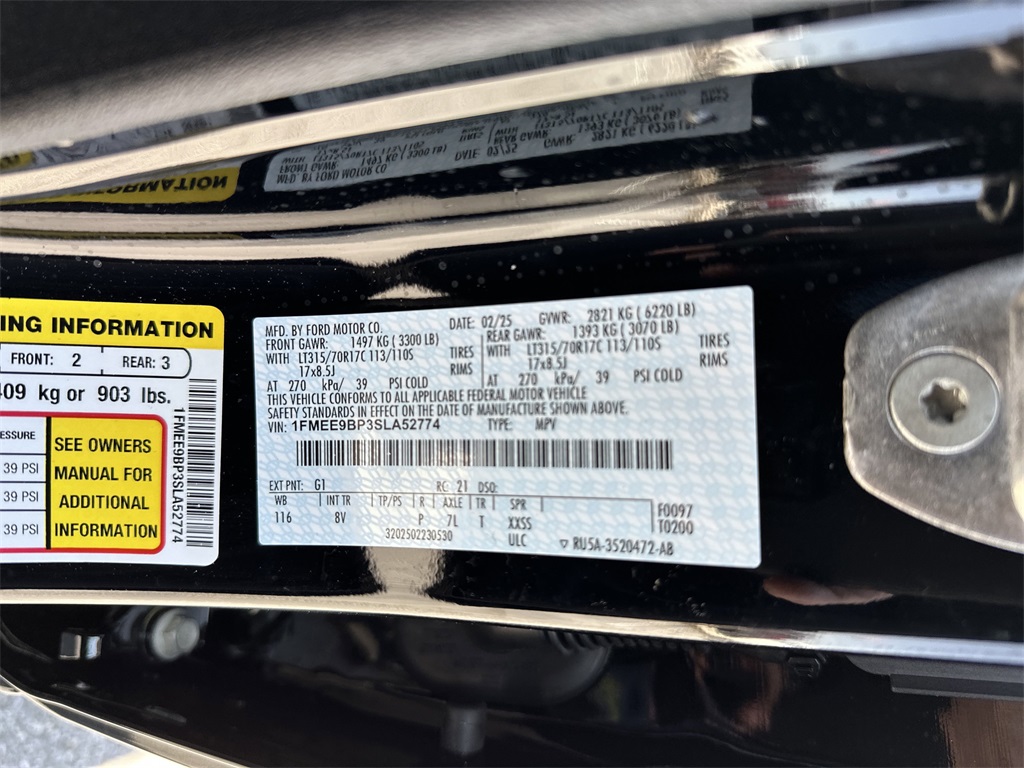 ING INFORMATION
FRONT: 2 REAR: 3
409 kg or 903 lbs.
ESSURE
39 PSI
39 PSI
39 PSI
SEE OWNERS
MANUAL FOR
ADDITIONAL
INFORMATION
1FMEE9BP3SLA52774
MFD. BY FORD MOTOR CO.
DATE: 02/25 GVWR: 2821 KG ( 6220 LB)
FRONT GAWR: 1497 KG ( 3300 LB)
REAR GAWR: 1393 KG ( 3070 LB)
WITH LT315/70R17C 113/110S TIRES
WITH LT315/70R17C 113/110S TIRES
17x8.5J RIMS
17x8.5J RIMS
AT 270 kPa/ 39 PSI COLD
AT 270 kPa/ 39 PSI COLD
THIS VEHICLE CONFORMS TO ALL APPLICABLE FEDERAL MOTOR VEHICLE
SAFETY STANDARDS IN EFFECT ON THE DATE OF MANUFACTURE SHOWN ABOVE.
VIN: 1FMEE9BP3SLA52774 TYPE: MPV
EXT PNT: G1 RC: 21 DSO:
WB INT TR TP/PS R AXLE TR SPR
116 8V P 7L T XXSS
F0097
T0200
3202502230530 ULC
RU5A-3520472-AB